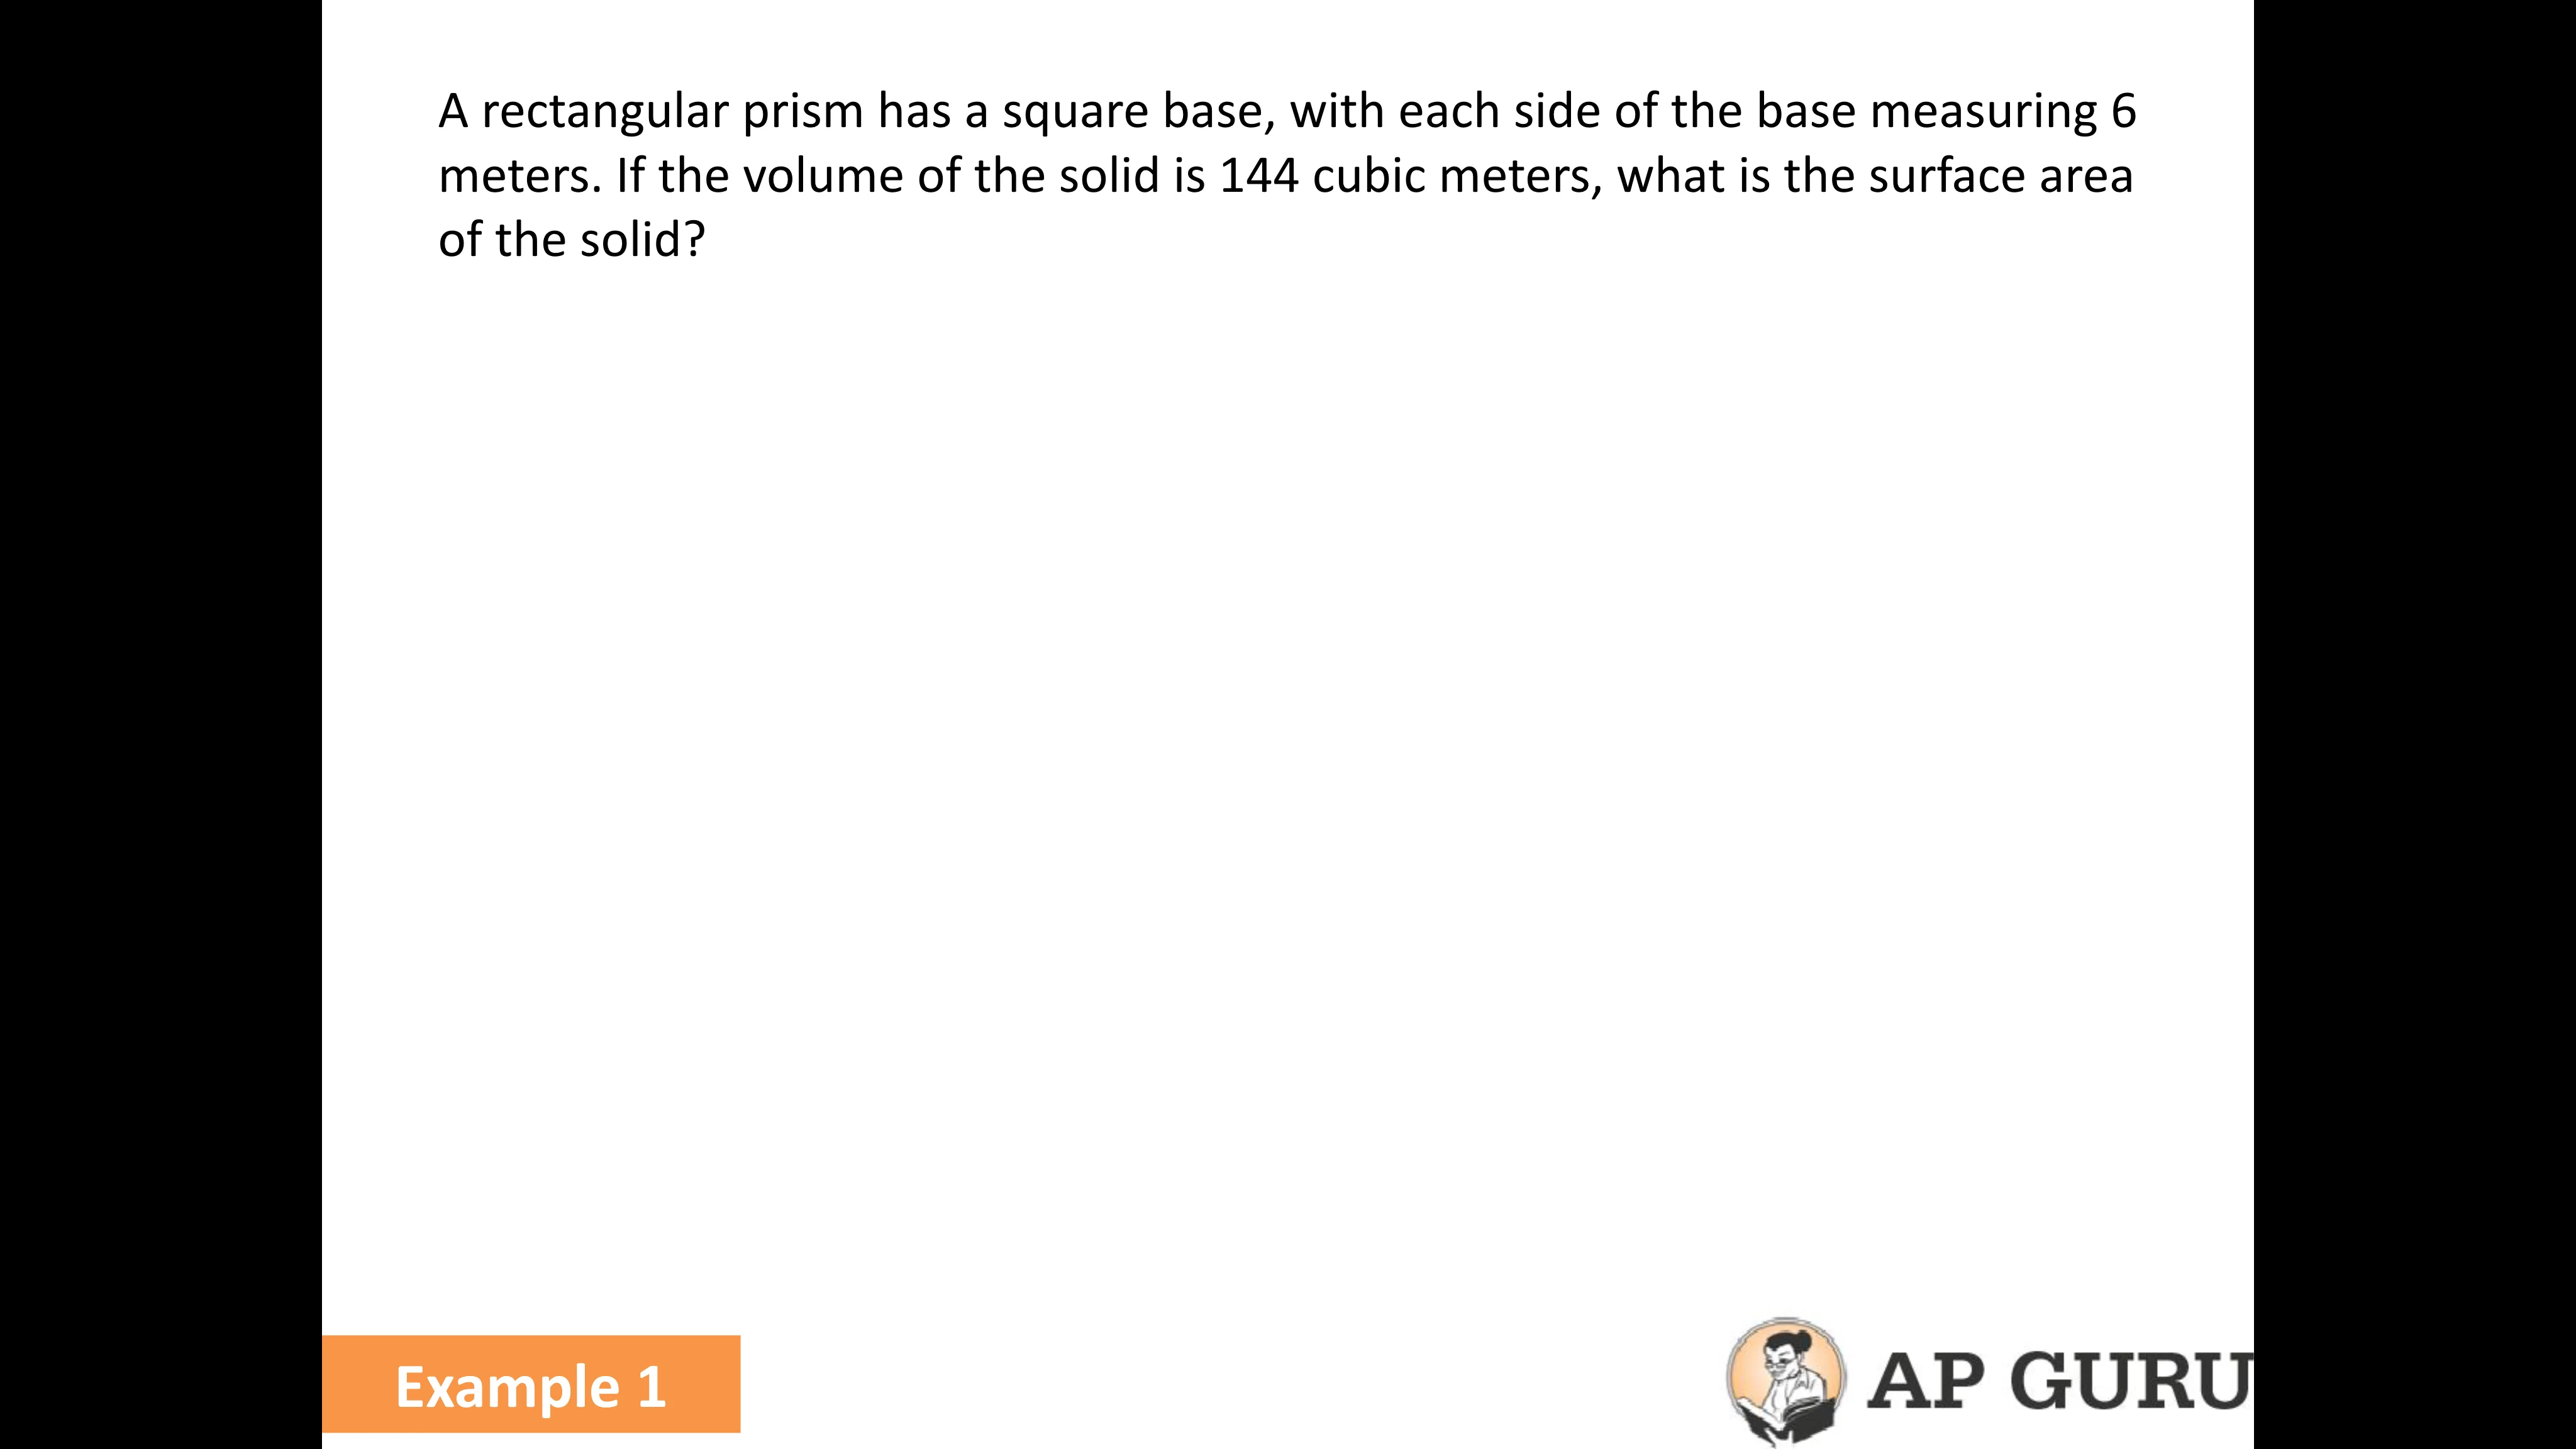 A rectangular prism has a square base, with each side of the base measuring 6
meters. If the volume of the solid is 144 cubic meters, what is the surface area
of the solid?
Example 1
AP GURU